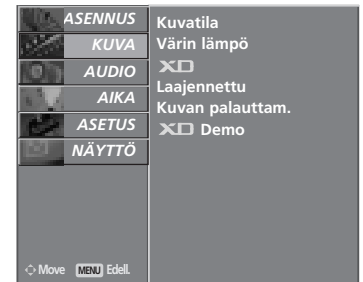 ASENNUS
KUVA
AUDIO
AIKA
ASETUS
NÄYTTÖ
Kuvatila
Värin lämpö
XD
Laajennettu
Kuvan palauttam.
XD Demo
Move MENU Edell.